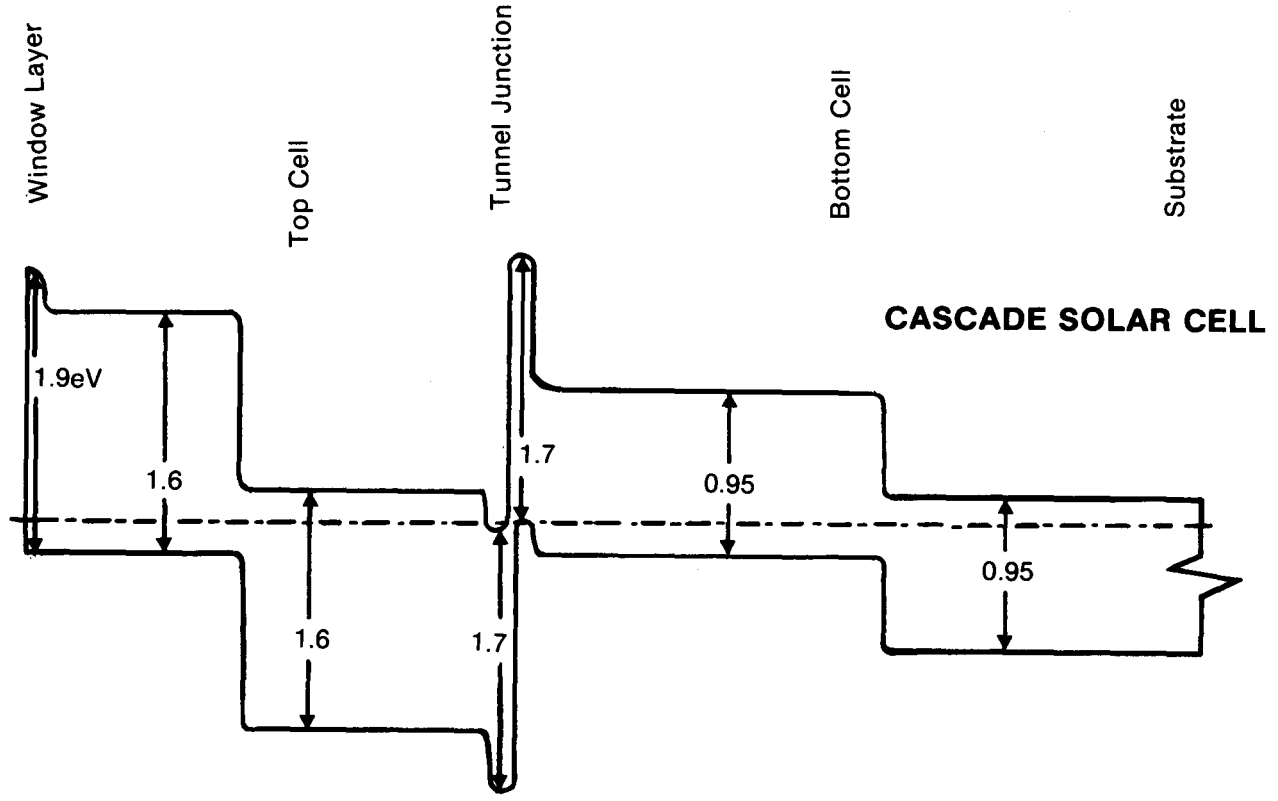 Window Layer
Top Cell
Tunnel Junction
Bottom Cell
Substrate
CASCADE SOLAR CELL
1.9eV
1.6
1.7
0.95
0.95
1.6
1.7